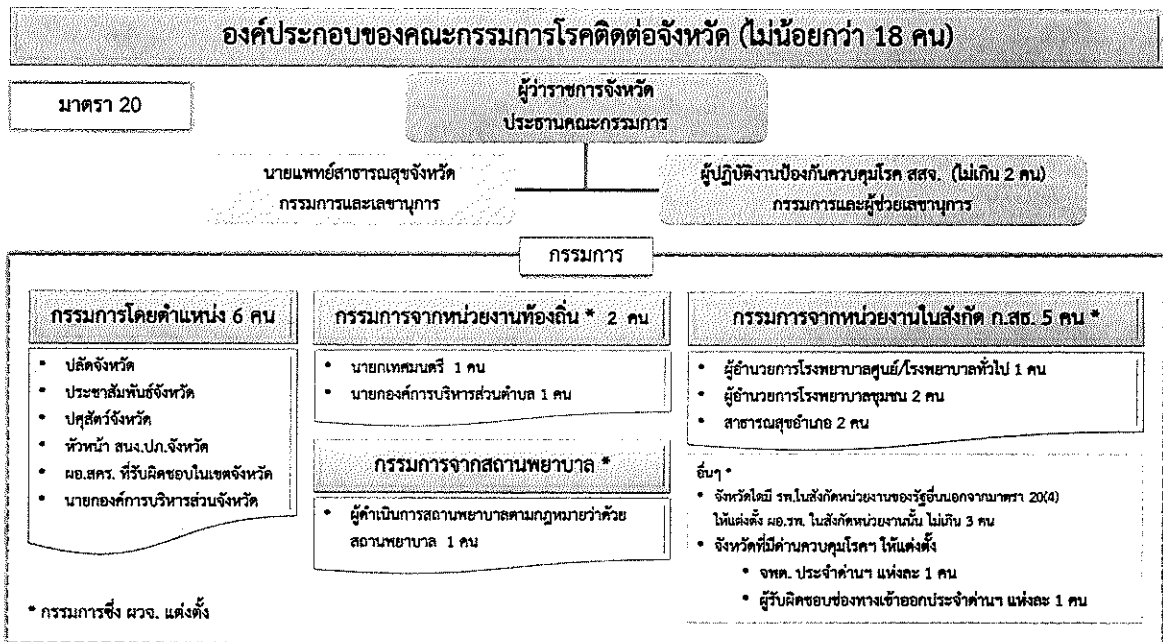 องค์ประกอบของคณะกรรมการโรคติดต่อจังหวัด (ไม่น้อยกว่า 18 คน)
มาตรา 20
ผู้ว่าราชการจังหวัด
ประธานคณะกรรมการ
นายแพทย์สาธารณสุขจังหวัด
กรรมการและเลขานุการ
ผู้ปฏิบัติงานป้องกันควบคุมโรค สสจ. (ไม่เกิน 2 คน)
กรรมการและผู้ช่วยเลขานุการ
กรรมการ
กรรมการโดยตำแหน่ง 6 คน
• ปลัดจังหวัด
• ประชาสัมพันธ์จังหวัด
• ปศุสัตว์จังหวัด
• หัวหน้า สนง.ปภ.จังหวัด
• ผอ.สคร. ที่รับผิดชอบในเขตจังหวัด
• นายกองค์การบริหารส่วนจังหวัด
กรรมการจากหน่วยงานท้องถิ่น * 2 คน
• นายกเทศมนตรี 1 คน
• นายกองค์การบริหารส่วนตำบล 1 คน
กรรมการจากสถานพยาบาล *
• ผู้ดำเนินการสถานพยาบาลตามกฎหมายว่าด้วย
สถานพยาบาล 1 คน
กรรมการจากหน่วยงานในสังกัด ก.สธ. 5 คน *
• ผู้อำนวยการโรงพยาบาลศูนย์/โรงพยาบาลทั่วไป 1 คน
• ผู้อำนวยการโรงพยาบาลชุมชน 2 คน
• สาธารณสุขอำเภอ 2 คน
อื่นๆ *
• จังหวัดใดมี รพ.ในสังกัดหน่วยงานของรัฐอื่นนอกจากมาตรา 20(4)
ให้แต่งตั้ง ผอ.รพ. ในสังกัดหน่วยงานนั้น ไม่เกิน 3 คน
• จังหวัดที่มีด่านควบคุมโรคฯ ให้แต่งตั้ง
• จพต. ประจำด่านฯ แห่งละ 1 คน
• ผู้รับผิดชอบช่องทางเข้าออกประจำด่านฯ แห่งละ 1 คน
* กรรมการซึ่ง ผวจ. แต่งตั้ง